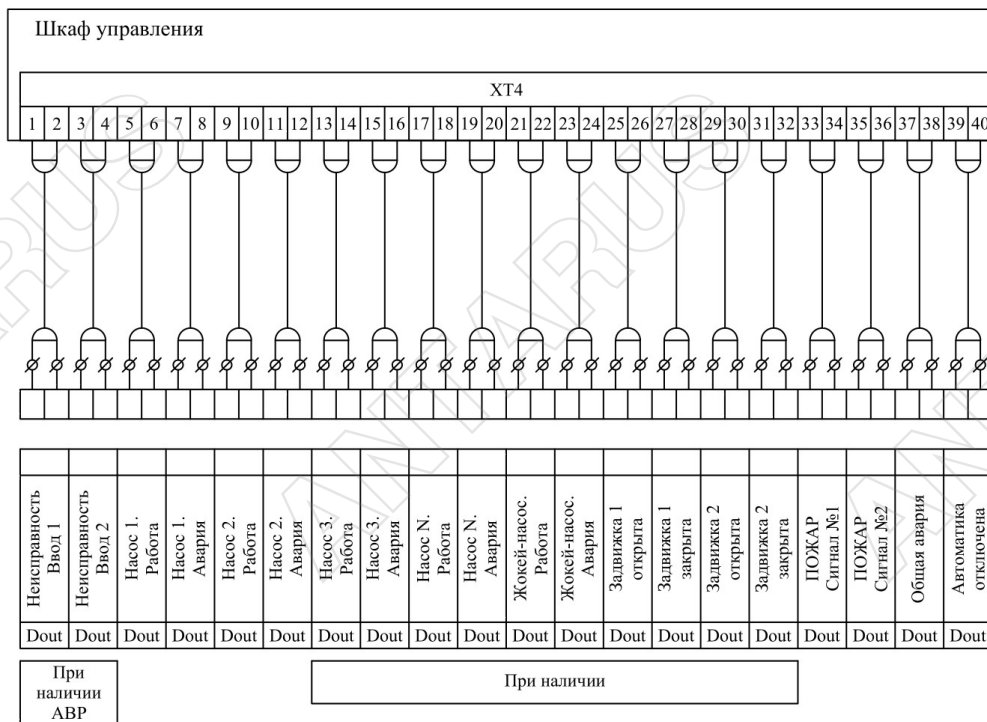 Шкаф управления
XT4
1 2 3 4 5 6 7 8 9 10 11 12 13 14 15 16 17 18 19 20 21 22 23 24 25 26 27 28 29 30 31 32 33 34 35 36 37 38 39 40
Неисправность
Ввод 1
Неисправность
Ввод 2
Насос 1.
Работа
Насос 1.
Авария
Насос 2.
Работа
Насос 2.
Авария
Насос 3.
Работа
Насос 3.
Авария
Насос N.
Работа
Насос N.
Авария
Жокей-насос.
Работа
Жокей-насос.
Авария
Задвижка 1
открыта
Задвижка 1
закрыта
Задвижка 2
открыта
Задвижка 2
закрыта
ПОЖАР
Сигнал №1
ПОЖАР
Сигнал №2
Общая авария
Автоматика
отключена
Dout Dout Dout Dout Dout Dout Dout Dout Dout Dout Dout Dout Dout Dout Dout Dout Dout Dout Dout Dout
При
наличии
АВР
При наличии
ANTARUS